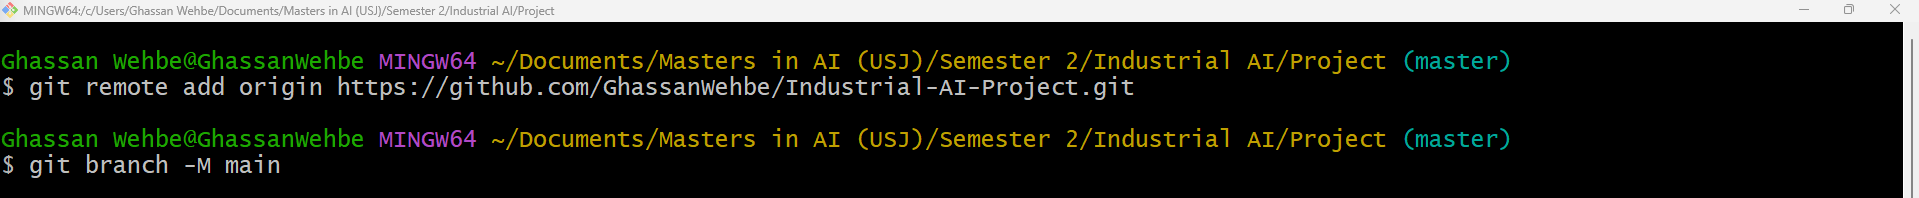 MINGW64:/c/Users/Ghassan Wehbe/Documents/Masters in AI (USJ)/Semester 2/Industrial AI/Project
Ghassan Wehbe@GhassanWehbe MINGW64 ~/Documents/Masters in AI (USJ)/Semester 2/Industrial AI/Project (master)
$ git remote add origin https://github.com/GhassanWehbe/Industrial-AI-Project.git
Ghassan Wehbe@GhassanWehbe MINGW64 ~/Documents/Masters in AI (USJ)/Semester 2/Industrial AI/Project (master)
$ git branch -M main